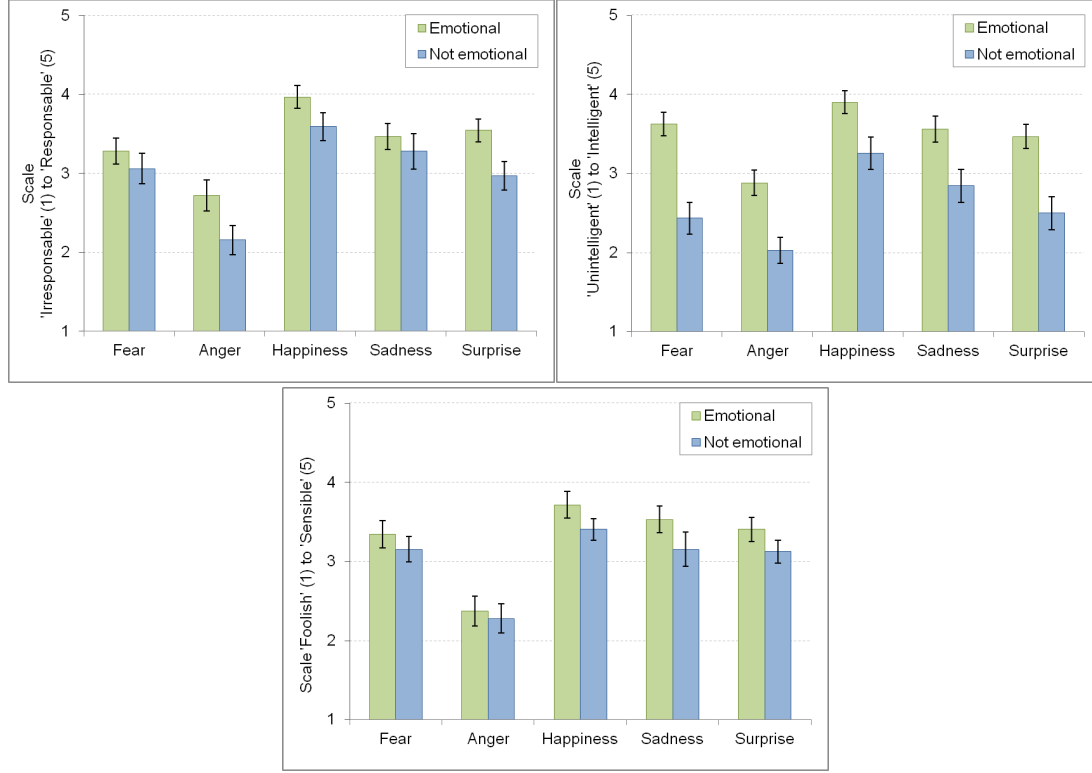 5
4
3
2
1
Scale
'Irresponsable' (1) to 'Responsable' (5)
Emotional
Not emotional
Fear Anger Happiness Sadness Surprise
5
4
3
2
1
Scale
'Unintelligent' (1) to 'Intelligent' (5)
Emotional
Not emotional
Fear Anger Happiness Sadness Surprise
5
4
3
2
1
Scale 'Foolish' (1) to 'Sensible' (5)
Emotional
Not emotional
Fear Anger Happiness Sadness Surprise